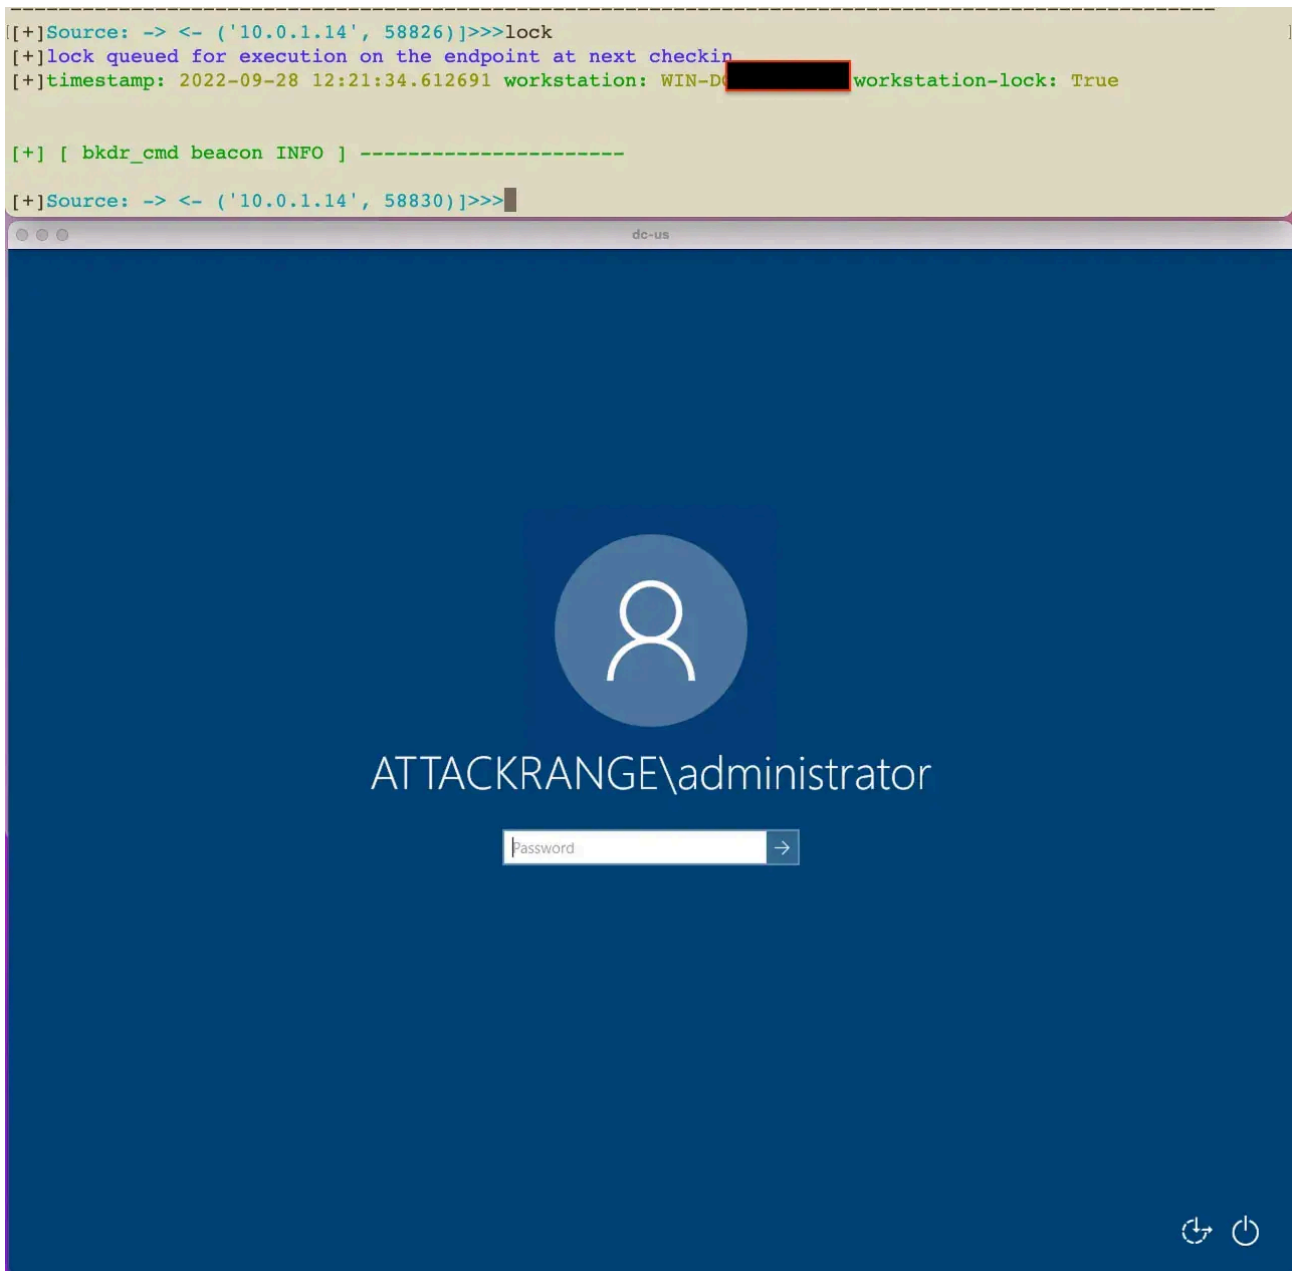 [+]Source: -> <- ('10.0.1.14', 58826)]>>>lock
[+]lock queued for execution on the endpoint at next checkin
[+]timestamp: 2022-09-28 12:21:34.612691 workstation: WIN-D workstation-lock: True
[+] [ bkdr_cmd beacon INFO ] ----------------------
[+]Source: -> <- ('10.0.1.14', 58830)]>>>
dc-us
ATTACKRANGE\administrator
Password